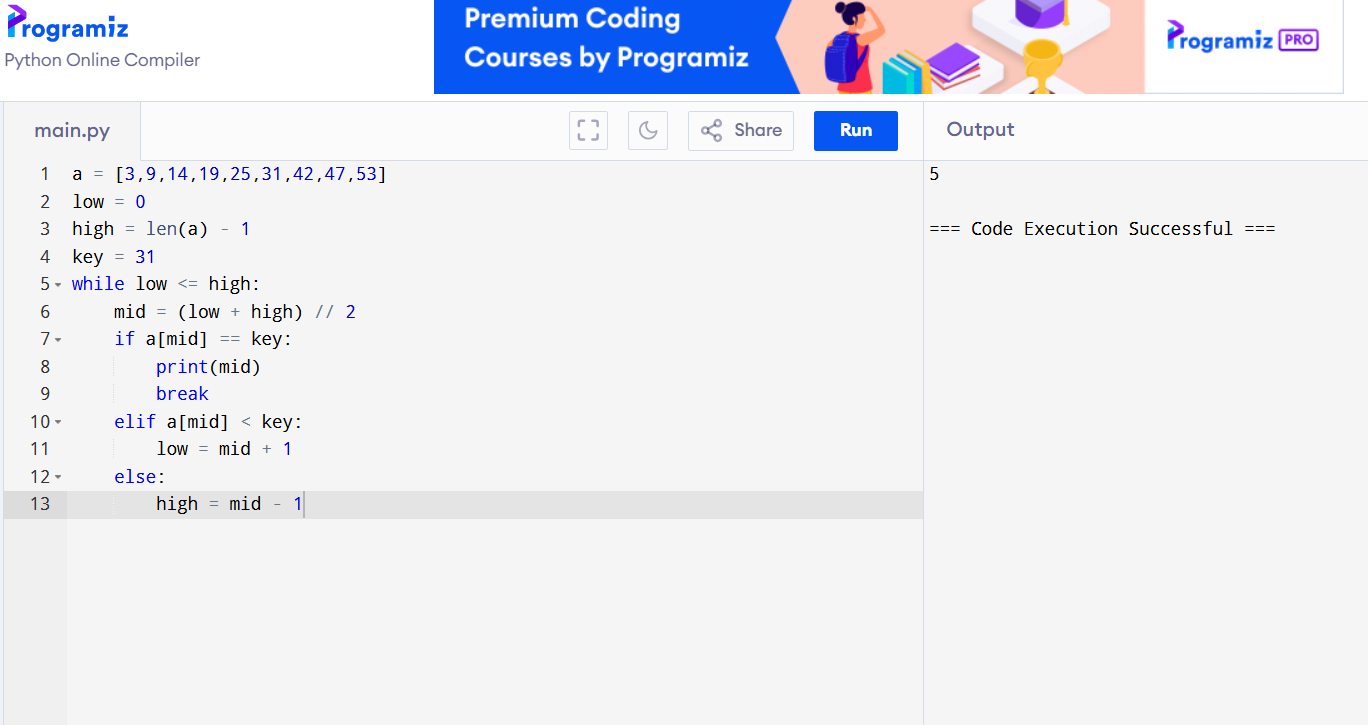 Programiz
Python Online Compiler
Premium Coding
Courses by Programiz
Programiz PRO
main.py
Share
Run
Output
1 a = [3,9,14,19,25,31,42,47,53]
2 low = 0
3 high = len(a) - 1
4 key = 31
5 while low <= high:
6     mid = (low + high) // 2
7     if a[mid] == key:
8         print(mid)
9         break
10     elif a[mid] < key:
11         low = mid + 1
12     else:
13         high = mid - 1
5
=== Code Execution Successful ===